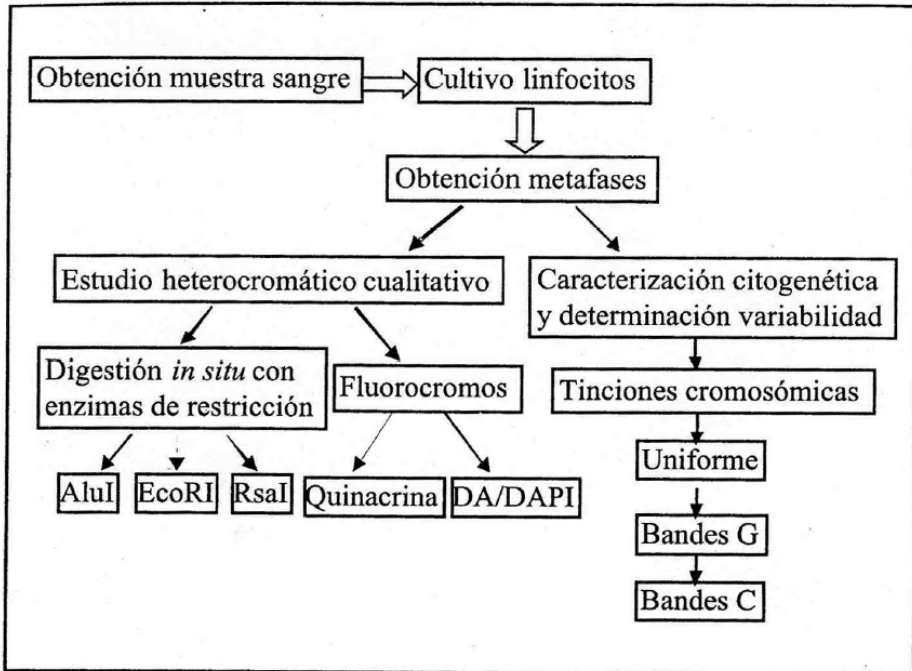 Obtención muestra sangre
Cultivo linfocitos
Obtención metafases
Estudio heterocromático cualitativo
Caracterización citogenética
y determinación variabilidad
Digestión in situ con
enzimas de restricción
Fluorocromos
Tinciones cromosómicas
AluI
EcoRI
RsaI
Quinacrina
DA/DAPI
Uniforme
Bandes G
Bandes C